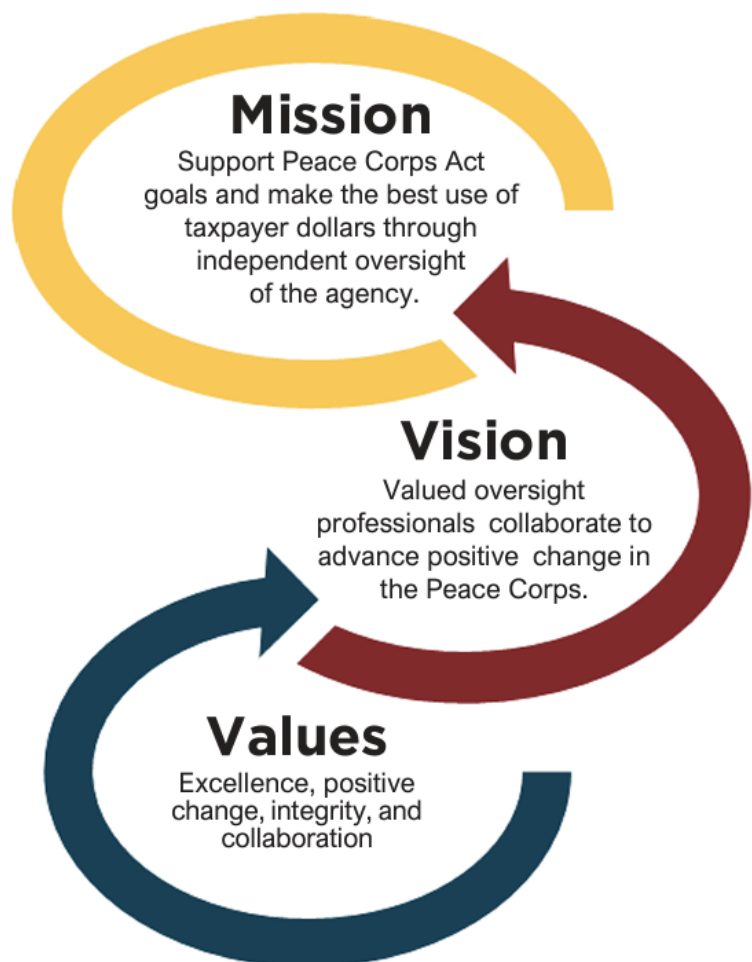 Mission
Support Peace Corps Act
goals and make the best use of
taxpayer dollars through
independent oversight
of the agency.
Vision
Valued oversight
professionals collaborate to
advance positive change in
the Peace Corps.
Values
Excellence, positive
change, integrity, and
collaboration